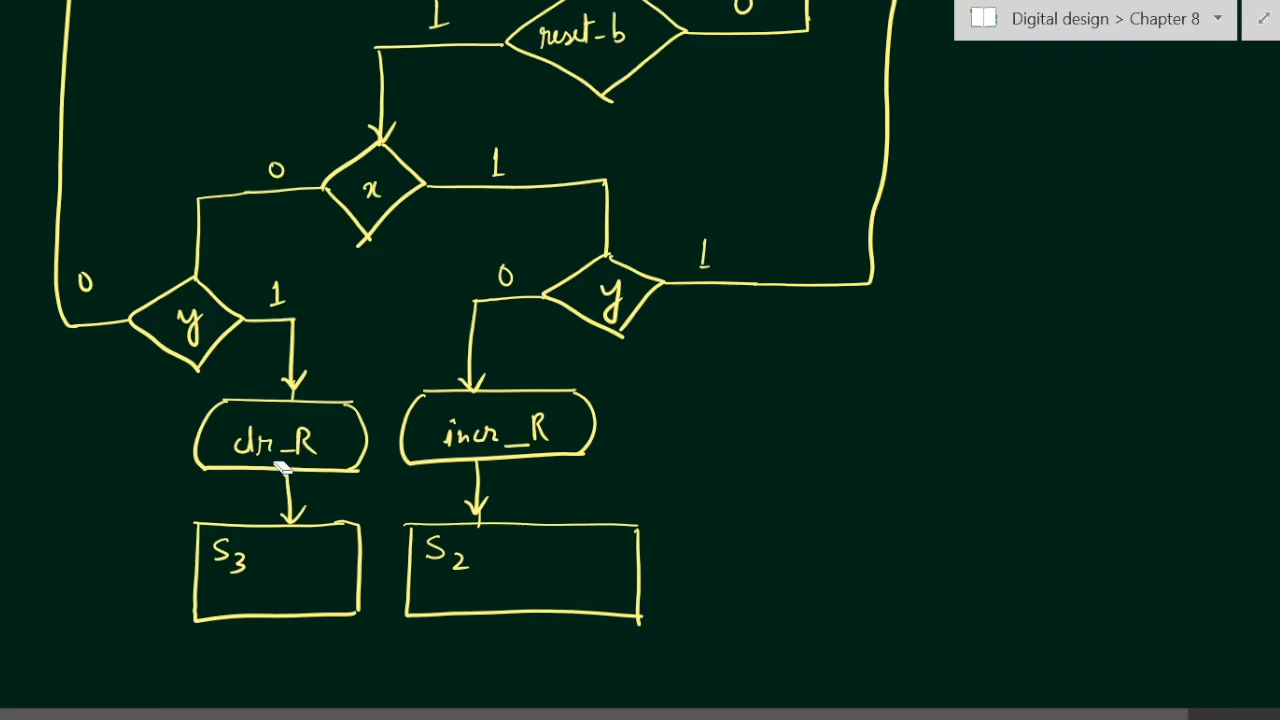 Digital design > Chapter 8
1
reset-b
0
0
x
1
0
y
1
0
y
1
clr_R
incr_R
S3
S2